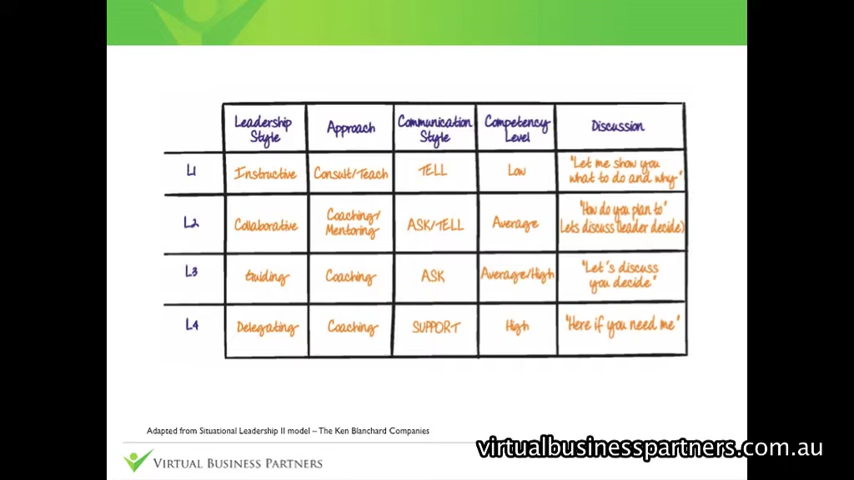 Leadership Style
Approach
Communication Style
Competency Level
Discussion
L1
Instructive
Consult/Teach
TELL
Low
"Let me show you
what to do and why"
L2
Collaborative
Coaching/
Mentoring
ASK/TELL
Average
"How do you plan to"
Lets discuss (leader decide)
L3
Guiding
Coaching
ASK
Average/High
"Let's discuss
you decide"
L4
Delegating
Coaching
SUPPORT
High
"Here if you need me"
Adapted from Situational Leadership II model – The Ken Blanchard Companies
virtualbusinesspartners.com.au
VIRTUAL BUSINESS PARTNERS